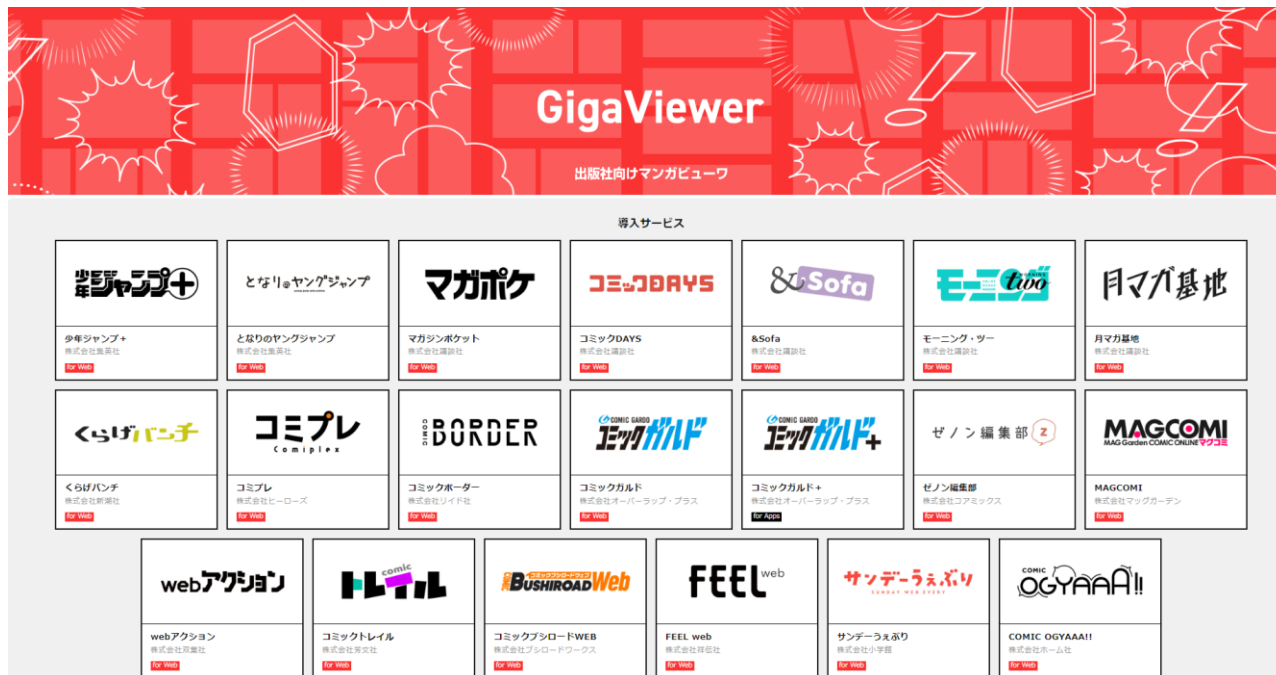 GigaViewer
出版社向けマンガビューワ
導入サービス
少年ジャンプ+
となりのヤングジャンプ
マガポケ
コミックDAYS
&Sofa
モーニングtwo
月マガ基地
少年ジャンプ+
株式会社集英社
for Web
となりのヤングジャンプ
株式会社集英社
for Web
マガジンポケット
株式会社講談社
for Web
コミックDAYS
株式会社講談社
for Web
&Sofa
株式会社講談社
for Web
モーニング・ツー
株式会社講談社
for Web
月マガ基地
株式会社講談社
for Web
くらげバンチ
コミプレ
Comiplex
COMIC BORDER
COMIC GARDO
コミックガルド
COMIC GARDO
コミックガルド+
ゼノン編集部 Z
MAGCOMI
MAG Garden COMIC ONLINE マグコミ
くらげバンチ
株式会社新潮社
for Web
コミプレ
株式会社ヒーローズ
for Web
コミックボーダー
株式会社リイド社
for Web
コミックガルド
株式会社オーバーラップ・プラス
for Web
コミックガルド+
株式会社オーバーラップ・プラス
for Apps
ゼノン編集部
株式会社コアミックス
for Web
MAGCOMI
株式会社マッグガーデン
for Web
webアクション
comic
トレイル
コミックブシロードウェブ
COMIC BUSHIROAD Web
FEEL web
サンデーうぇぶり
SUNDAY WEB EVERY
COMIC
OGYAAA!!
webアクション
株式会社双葉社
for Web
コミックトレイル
株式会社芳文社
for Web
コミックブシロードWEB
株式会社ブシロードワークス
for Web
FEEL web
株式会社祥伝社
for Web
サンデーうぇぶり
株式会社小学館
for Web
COMIC OGYAAA!!
株式会社ホーム社
for Web